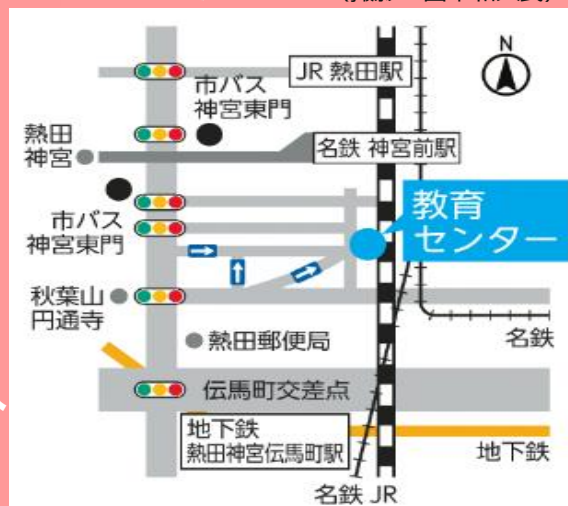 N
JR 熱田駅
市バス
神宮東門
熱田
神宮
名鉄 神宮前駅
教育
センター
市バス
神宮東門
秋葉山
円通寺
名鉄
熱田郵便局
伝馬町交差点
地下鉄
熱田神宮伝馬町駅
地下鉄
名鉄 JR